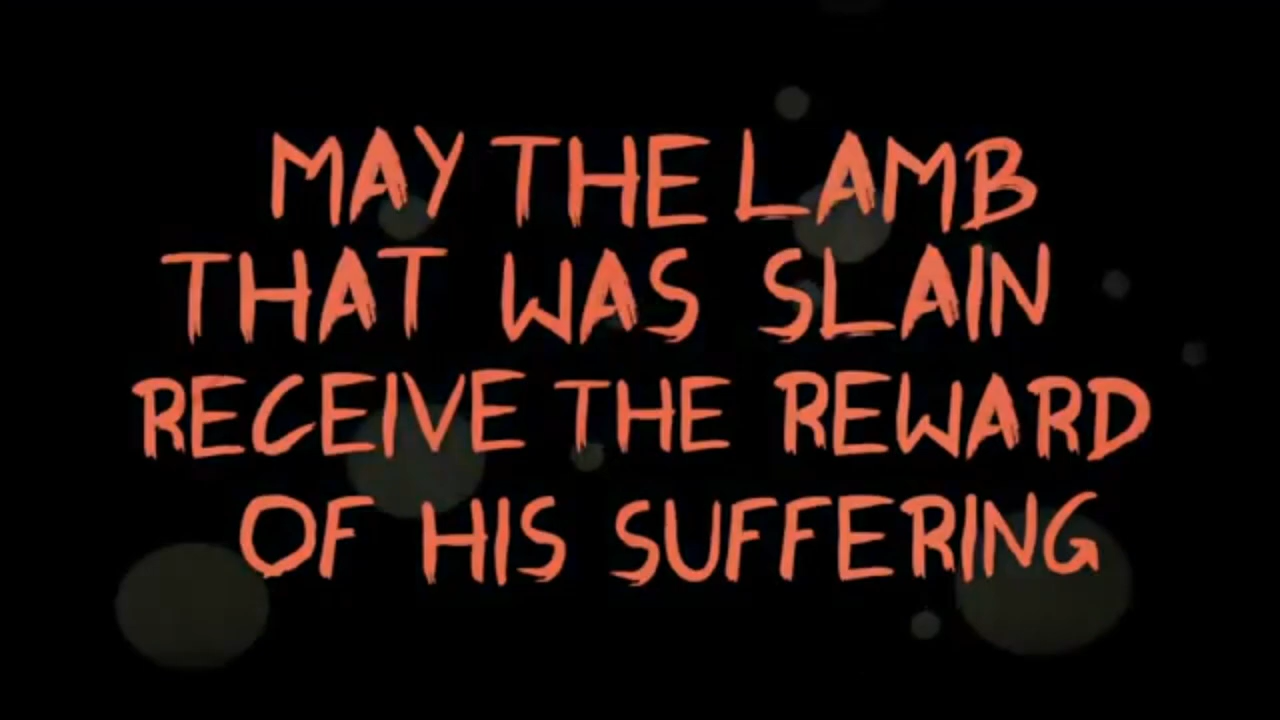 MAY THE LAMB
THAT WAS SLAIN
RECEIVE THE REWARD
OF HIS SUFFERING